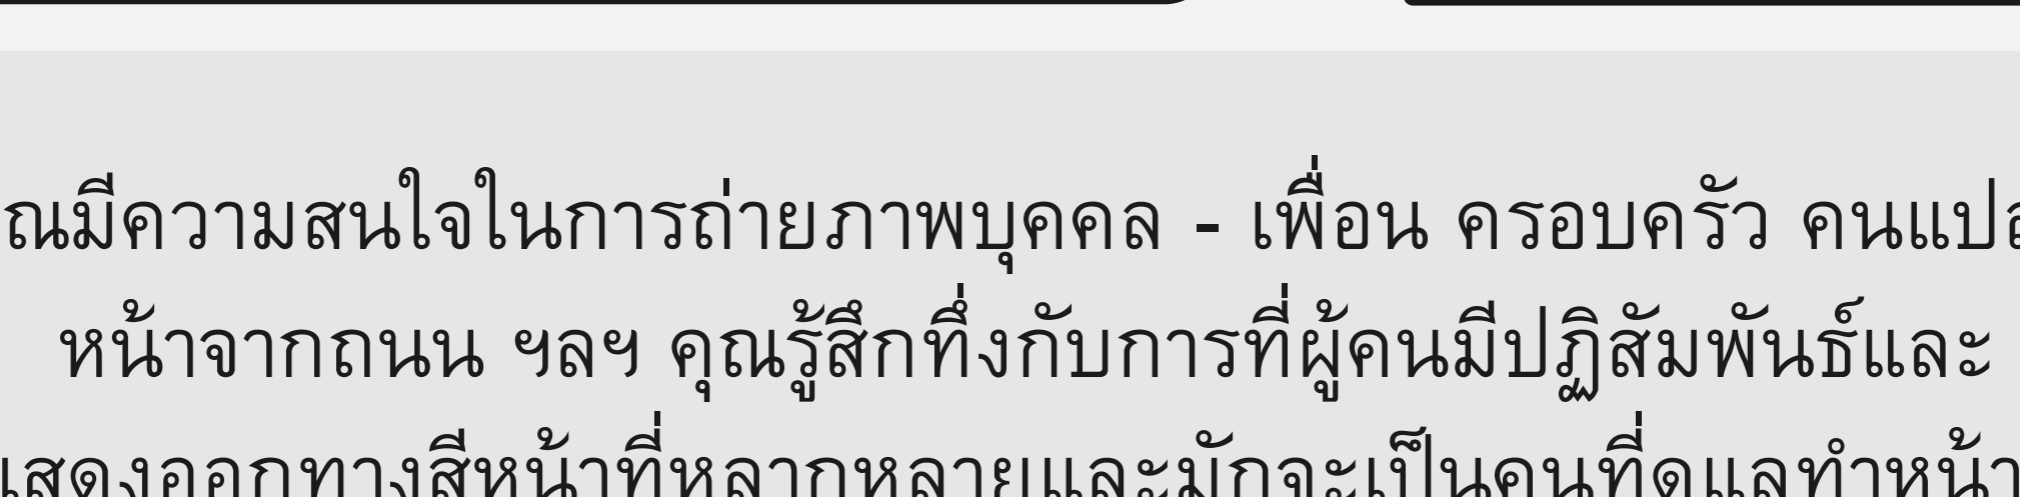 ณมีความสนใจในการถ่ายภาพบุคคล - เพื่อน ครอบครัว คนแปล
หน้าจากถนน ฯลฯ คุณรู้สึกทึ่งกับการที่ผู้คนมีปฏิสัมพันธ์และ
แสดงออกทางสีหน้าที่หลากหลายและมักจะเป็นคนที่ดูแลทำหน้า